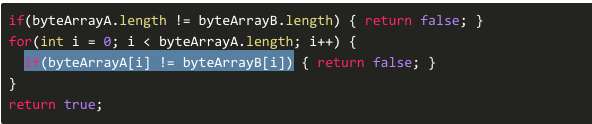 if(byteArrayA.length != byteArrayB.length) { return false; }
for(int i = 0; i < byteArrayA.length; i++) {
  if(byteArrayA[i] != byteArrayB[i]) { return false; }
}
return true;